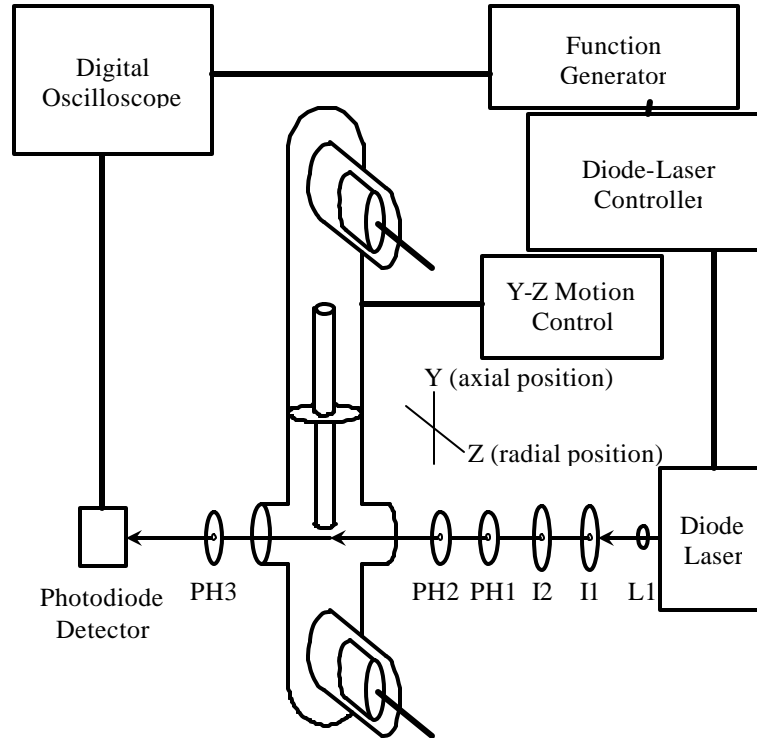 Digital
Oscilloscope
Function
Generator
Diode-Laser
Controller
Y-Z Motion
Control
Y (axial position)
Z (radial position)
Diode
Laser
Photodiode
Detector
PH3
PH2
PH1
I2
I1
L1